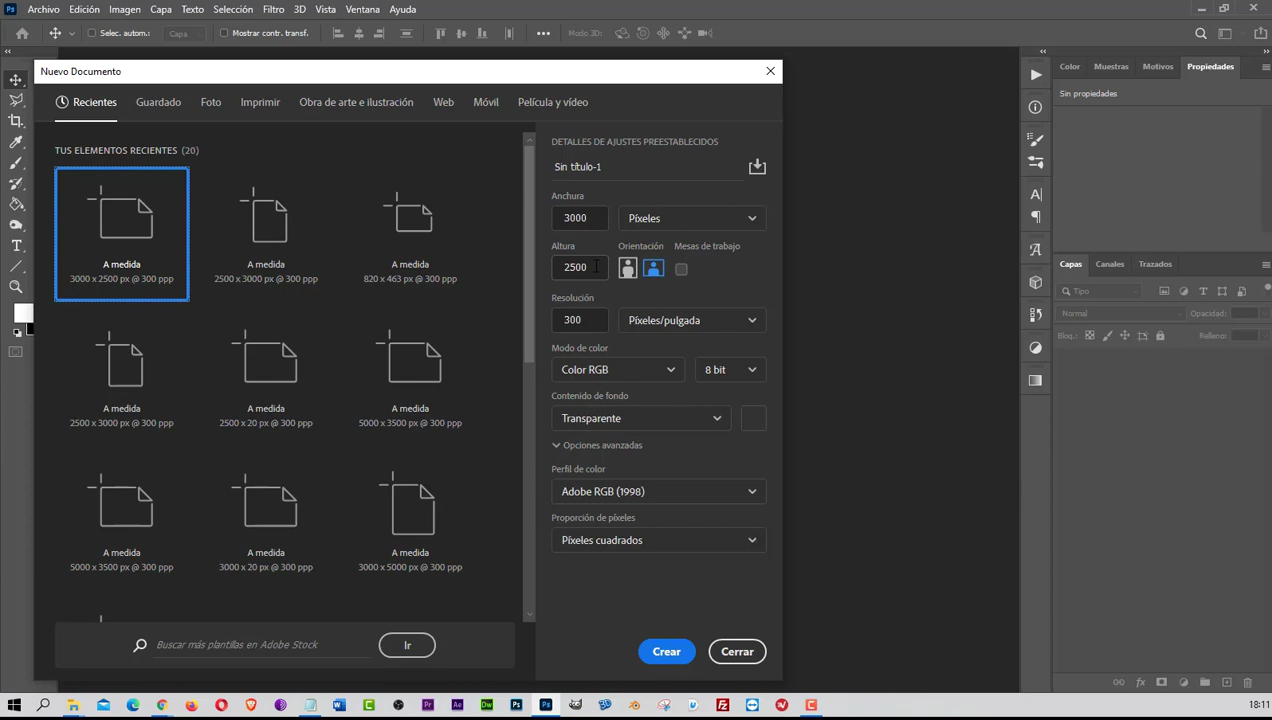 Ps Archivo Edición Imagen Capa Texto Selección Filtro 3D Vista Ventana Ayuda
Selec. autom.: Capa Mostrar contr. transf. Modo 3D:
Nuevo Documento
Color Muestras Motivos Propiedades
Sin propiedades
Recientes Guardado Foto Imprimir Obra de arte e ilustración Web Móvil Película y vídeo
TUS ELEMENTOS RECIENTES (20)
A medida
3000 x 2500 px @ 300 ppp
A medida
2500 x 3000 px @ 300 ppp
A medida
820 x 463 px @ 300 ppp
A medida
2500 x 3000 px @ 300 ppp
A medida
2500 x 20 px @ 300 ppp
A medida
5000 x 3500 px @ 300 ppp
A medida
5000 x 3500 px @ 300 ppp
A medida
3000 x 20 px @ 300 ppp
A medida
3000 x 5000 px @ 300 ppp
Buscar más plantillas en Adobe Stock
Ir
DETALLES DE AJUSTES PREESTABLECIDOS
Sin título-1
Anchura
3000 Píxeles
Altura Orientación Mesas de trabajo
2500
Resolución
300 Píxeles/pulgada
Modo de color
Color RGB 8 bit
Contenido de fondo
Transparente
Opciones avanzadas
Perfil de color
Adobe RGB (1998)
Proporción de píxeles
Píxeles cuadrados
Crear Cerrar
Capas Canales Trazados
Tipo
Normal Opacidad:
Bloq.: Relleno:
fx
Pr Ae Dw Ps Ps Fz
18:11